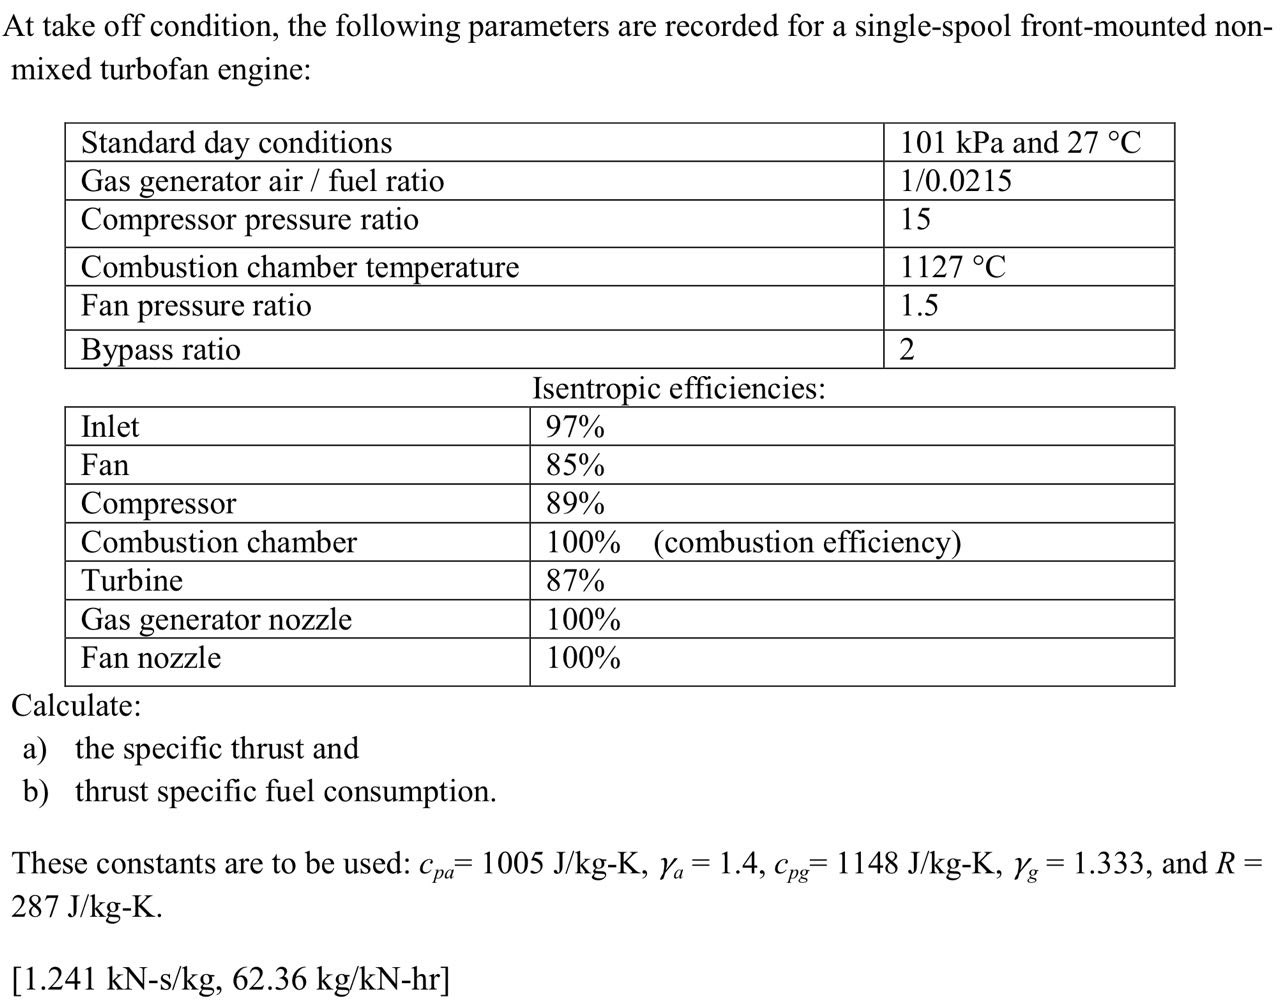 At take off condition, the following parameters are recorded for a single-spool front-mounted non-
mixed turbofan engine:
Standard day conditions 101 kPa and 27 °C
Gas generator air / fuel ratio 1/0.0215
Compressor pressure ratio 15
Combustion chamber temperature 1127 °C
Fan pressure ratio 1.5
Bypass ratio 2
Isentropic efficiencies:
Inlet 97%
Fan 85%
Compressor 89%
Combustion chamber 100% (combustion efficiency)
Turbine 87%
Gas generator nozzle 100%
Fan nozzle 100%
Calculate:
a) the specific thrust and
b) thrust specific fuel consumption.
These constants are to be used: cpa= 1005 J/kg-K, γa = 1.4, cpg= 1148 J/kg-K, γg = 1.333, and R =
287 J/kg-K.
[1.241 kN-s/kg, 62.36 kg/kN-hr]